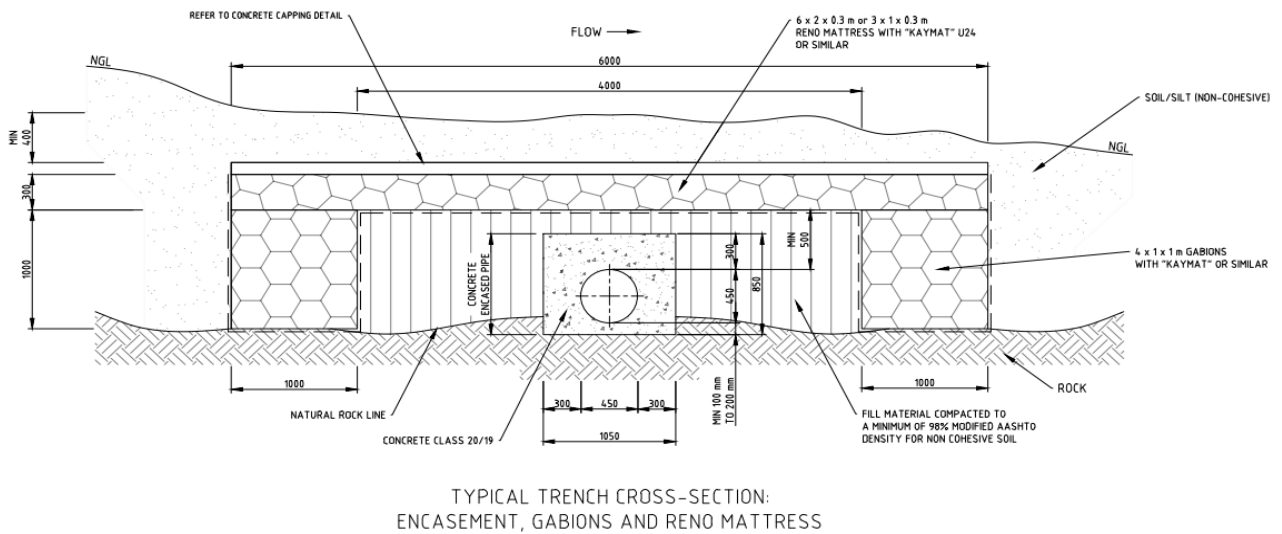 REFER TO CONCRETE CAPPING DETAIL
FLOW
6 x 2 x 0.3 m or 3 x 1 x 0.3 m
RENO MATTRESS WITH "KAYMAT" U24
OR SIMILAR
NGL
6000
4000
SOIL/SILT (NON-COHESIVE)
MIN
400
NGL
300
1000
CONCRETE
ENCASED PIPE
300
450
850
MIN
500
4 x 1 x 1 m GABIONS
WITH "KAYMAT" OR SIMILAR
1000
1000
ROCK
NATURAL ROCK LINE
300
450
300
MIN 100 mm
TO 200 mm
FILL MATERIAL COMPACTED TO
A MINIMUM OF 98% MODIFIED AASHTO
DENSITY FOR NON COHESIVE SOIL
CONCRETE CLASS 20/19
1050
TYPICAL TRENCH CROSS-SECTION:
ENCASEMENT, GABIONS AND RENO MATTRESS